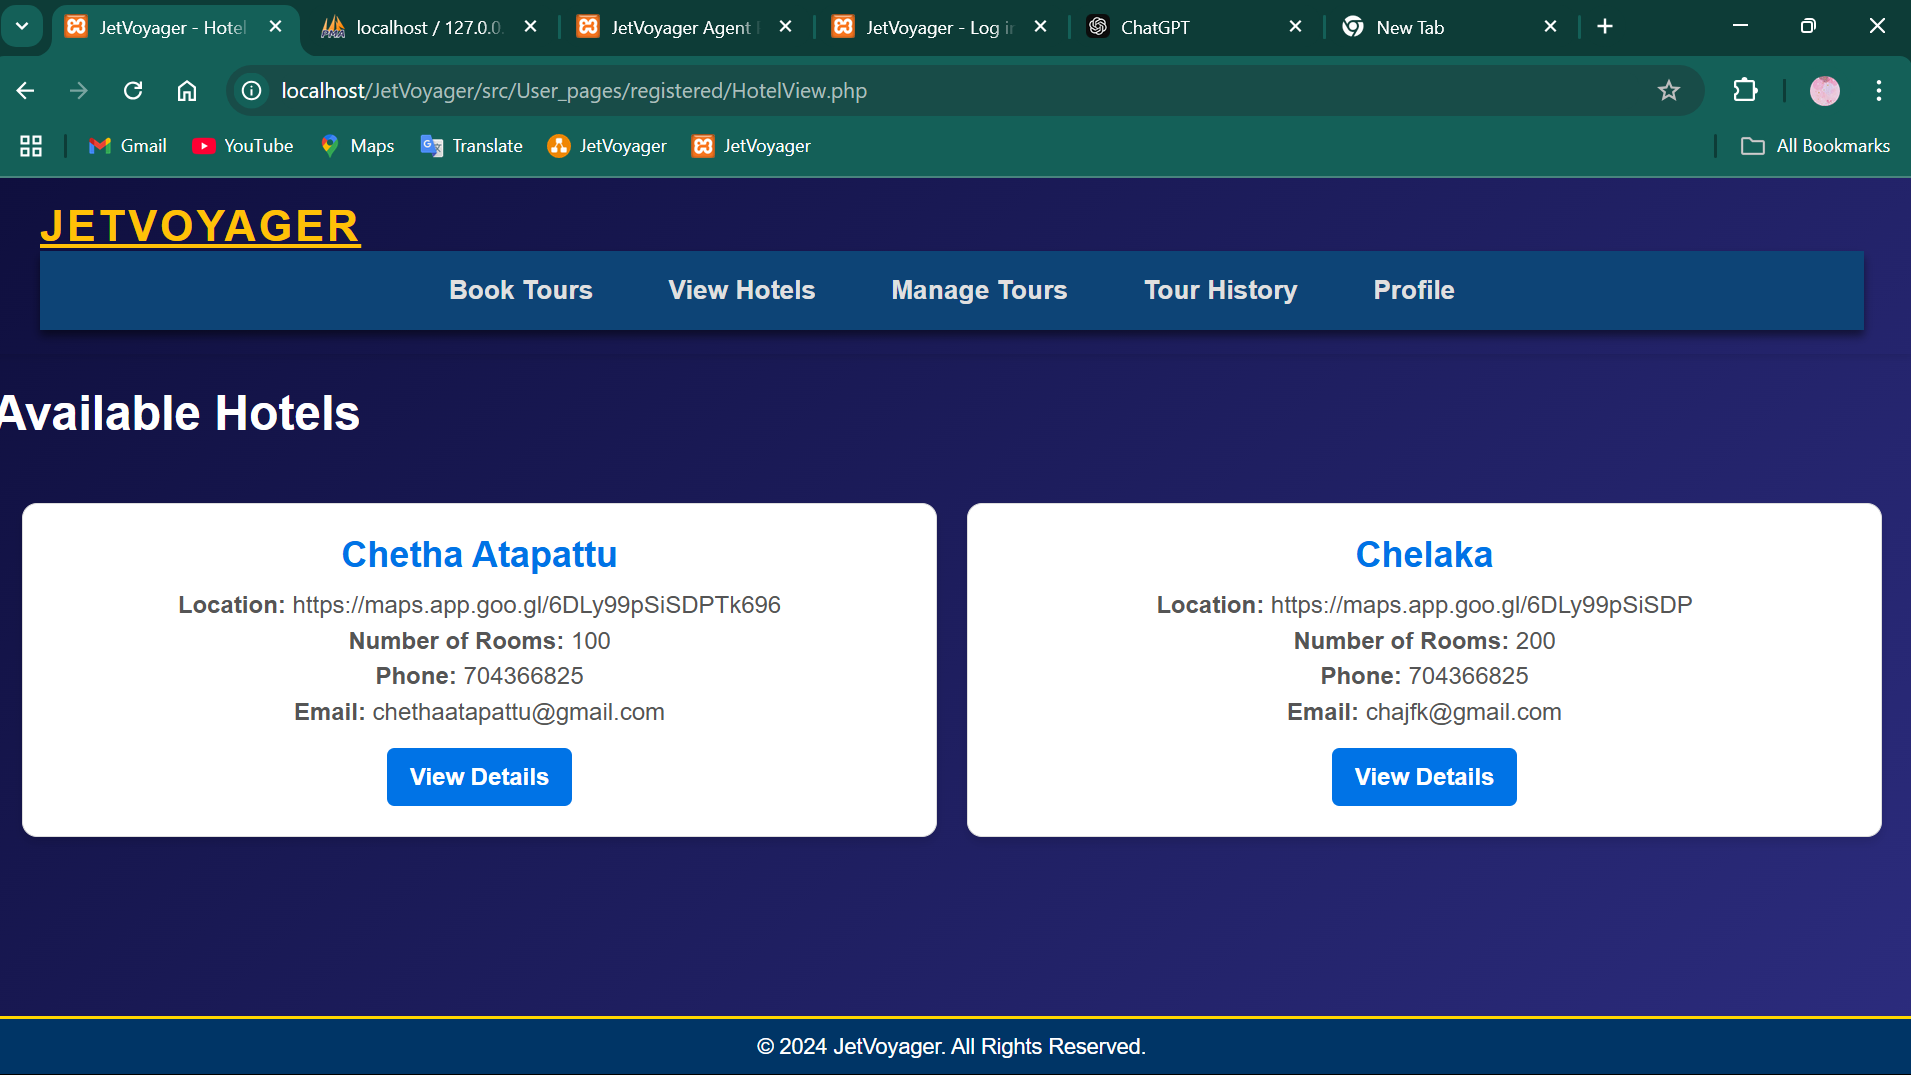 JetVoyager - Hotel
localhost / 127.0.0.
JetVoyager Agent
JetVoyager - Log in
ChatGPT
New Tab
localhost/JetVoyager/src/User_pages/registered/HotelView.php
Gmail
YouTube
Maps
Translate
JetVoyager
JetVoyager
All Bookmarks
JETVOYAGER
Book Tours
View Hotels
Manage Tours
Tour History
Profile
Available Hotels
Chetha Atapattu
Location: https://maps.app.goo.gl/6DLy99pSiSDPTk696
Number of Rooms: 100
Phone: 704366825
Email: chethaatapattu@gmail.com
View Details
Chelaka
Location: https://maps.app.goo.gl/6DLy99pSiSDP
Number of Rooms: 200
Phone: 704366825
Email: chajfk@gmail.com
View Details
© 2024 JetVoyager. All Rights Reserved.